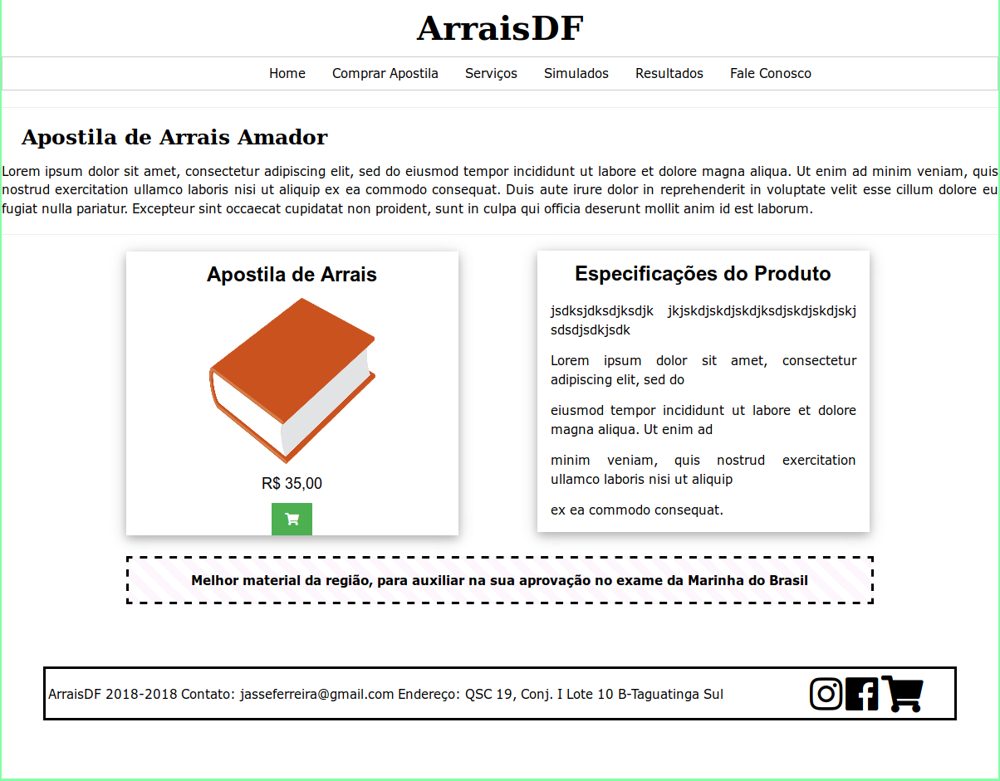 ArraisDF
Home Comprar Apostila Serviços Simulados Resultados Fale Conosco
Apostila de Arrais Amador
Lorem ipsum dolor sit amet, consectetur adipiscing elit, sed do eiusmod tempor incididunt ut labore et dolore magna aliqua. Ut enim ad minim veniam, quis
nostrud exercitation ullamco laboris nisi ut aliquip ex ea commodo consequat. Duis aute irure dolor in reprehenderit in voluptate velit esse cillum dolore eu
fugiat nulla pariatur. Excepteur sint occaecat cupidatat non proident, sunt in culpa qui officia deserunt mollit anim id est laborum.
Apostila de Arrais
R$ 35,00
Especificações do Produto
jsdksjdksdjksdjk jkjskdjskdjskdjksdjskdjskdjskj
sdsdjsdkjsdk
Lorem ipsum dolor sit amet, consectetur
adipiscing elit, sed do
eiusmod tempor incididunt ut labore et dolore
magna aliqua. Ut enim ad
minim veniam, quis nostrud exercitation
ullamco laboris nisi ut aliquip
ex ea commodo consequat.
Melhor material da região, para auxiliar na sua aprovação no exame da Marinha do Brasil
ArraisDF 2018-2018 Contato: jasseferreira@gmail.com Endereço: QSC 19, Conj. I Lote 10 B-Taguatinga Sul